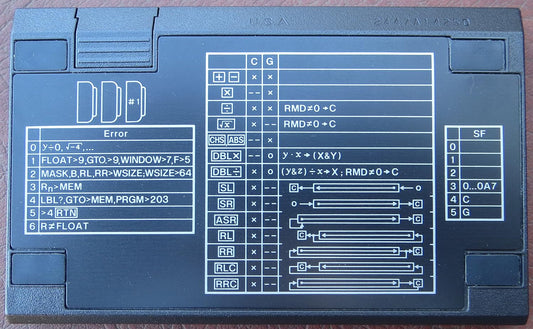 U.S.A.
#1
Error
0 y÷0, √-4,...
1 FLOAT>9,GTO.>9,WINDOW>7,F>5
2 MASK,B,RL,RR>WSIZE;WSIZE>64
3 Rn>MEM
4 LBL?,GTO>MEM,PRGM>203
5 >4 RTN
6 R≠FLOAT
C G
+ − × ×
× -- ×
÷ × × RMD≠0→C
√x × × RMD≠0→C
CHS ABS -- ×
DBL× -- o y·x→(X&Y)
DBL÷ × o (y&z)÷x→X;RMD≠0→C
SL × -- C o
SR × -- o C
ASR × -- C
RL × -- C
RR × -- C
RLC × -- C
RRC × -- C
SF
0
1
2
3 0...0A7
4 C
5 G